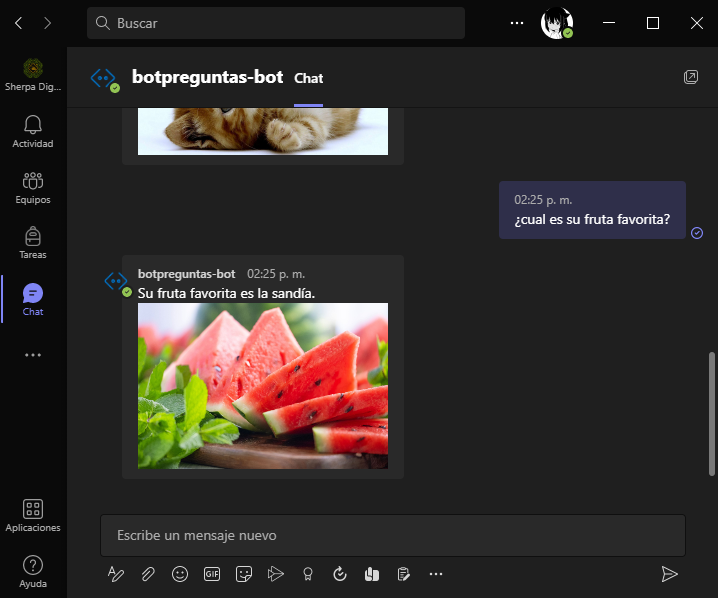 Buscar
Sherpa Dig...
Actividad
Equipos
Tareas
Chat
Aplicaciones
Ayuda
botpreguntas-bot Chat
02:25 p. m.
¿cual es su fruta favorita?
botpreguntas-bot 02:25 p. m.
Su fruta favorita es la sandía.
Escribe un mensaje nuevo
GIF